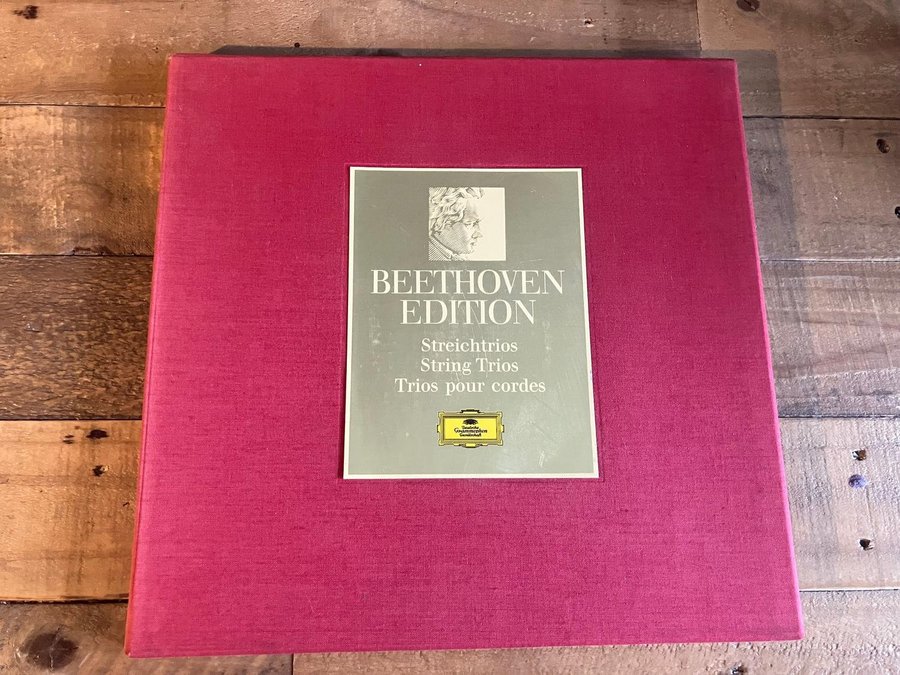 BEETHOVEN
EDITION
Streichtrios
String Trios
Trios pour cordes
Deutsche
Grammophon
Gesellschaft